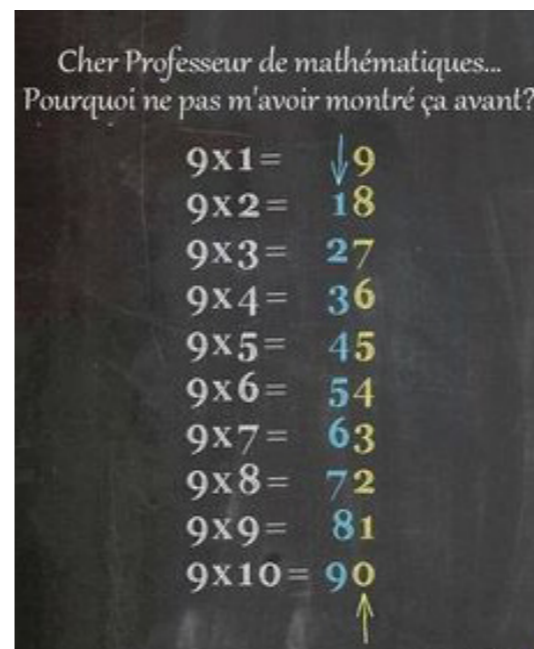 Cher Professeur de mathématiques...
Pourquoi ne pas m'avoir montré ça avant?
9x1= 9
9x2= 18
9x3= 27
9x4= 36
9x5= 45
9x6= 54
9x7= 63
9x8= 72
9x9= 81
9x10= 90